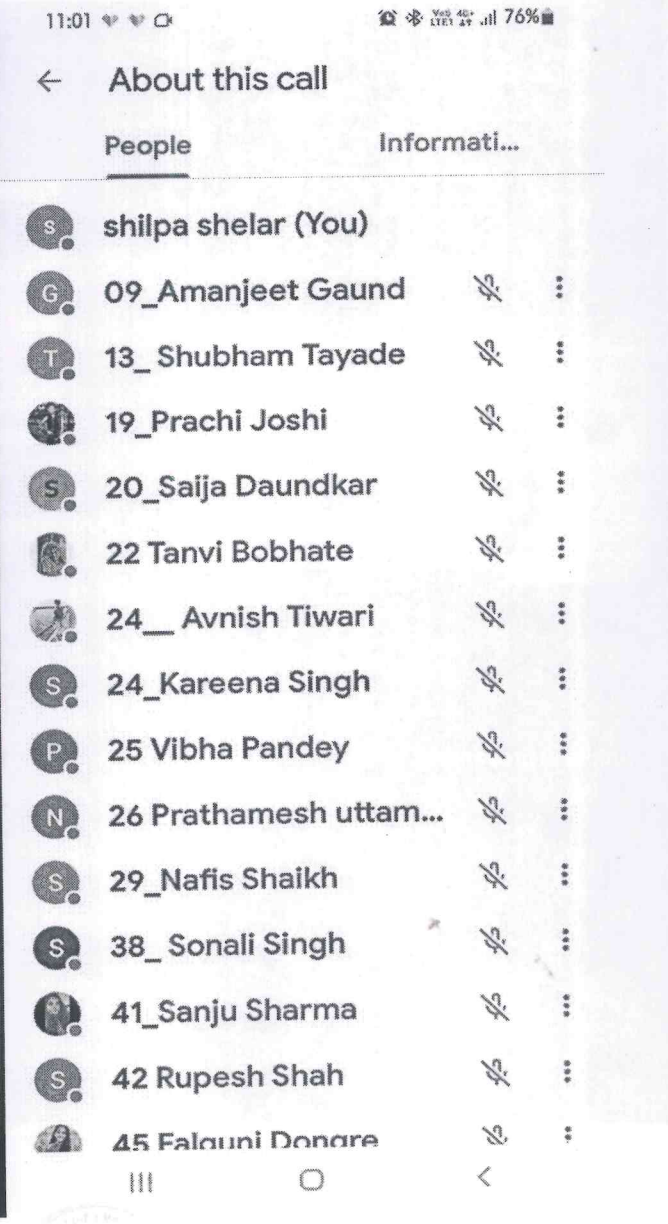 11:01 76%
About this call
People Informati...
S shilpa shelar (You)
G 09_Amanjeet Gaund
T 13_ Shubham Tayade
19_Prachi Joshi
S 20_Saija Daundkar
22 Tanvi Bobhate
24__ Avnish Tiwari
S 24_Kareena Singh
P 25 Vibha Pandey
N 26 Prathamesh uttam...
S 29_Nafis Shaikh
S 38_ Sonali Singh
41_Sanju Sharma
S 42 Rupesh Shah
45 Falguni Dongre